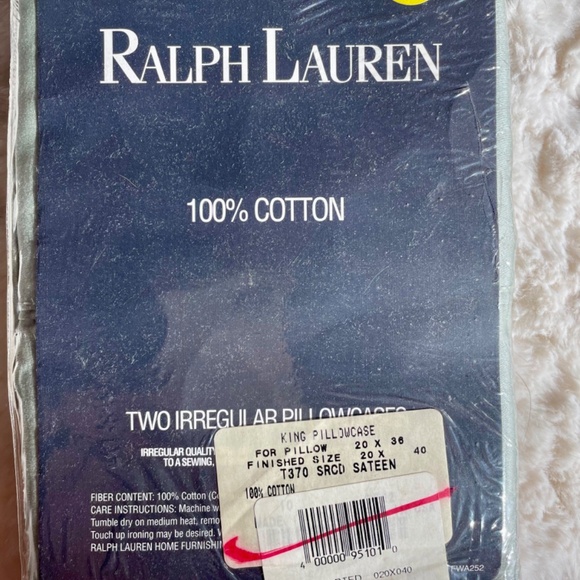 RALPH LAUREN
100% COTTON
TWO IRREGULAR PILLOWCASES
IRREGULAR QUALITY
TO A SEWING,
KING PILLOWCASE
FOR PILLOW 20 X 36
FINISHED SIZE 20 X 40
T370 SRCD SATEEN
100% COTTON
FIBER CONTENT: 100% Cotton
CARE INSTRUCTIONS: Machine
Tumble dry on medium heat,
Touch up ironing may be desired.
RALPH LAUREN HOME
4 00000 95101 0
020X040
WA252